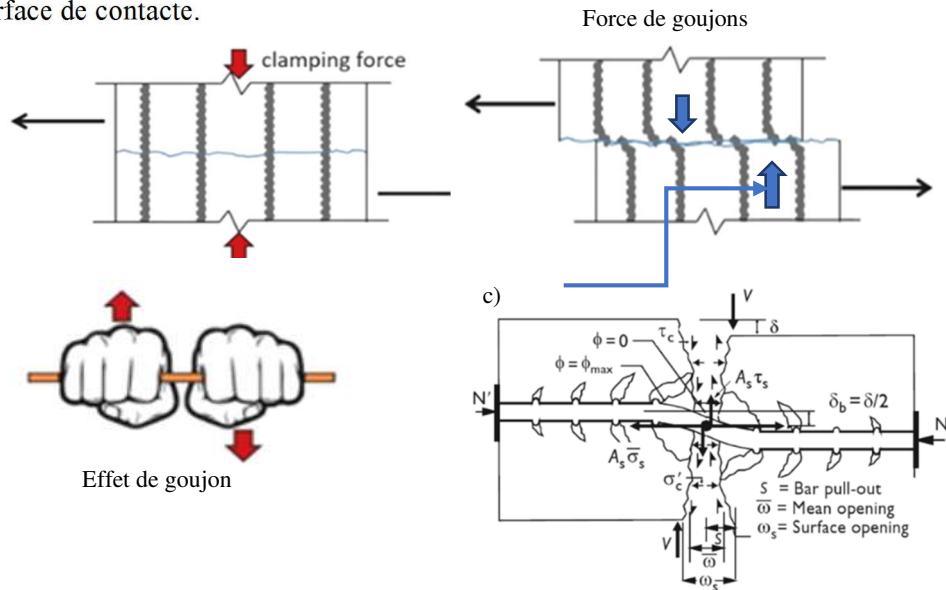 rface de contacte.
Force de goujons
clamping force
Effet de goujon
c)
V
δ
ϕ = 0
τc
ϕ = ϕmax
Asτs
δb = δ/2
N'
N
Asσ̅s
σ'c
S = Bar pull-out
ω̅ = Mean opening
ωs = Surface opening
V
S
ω̅
ωs